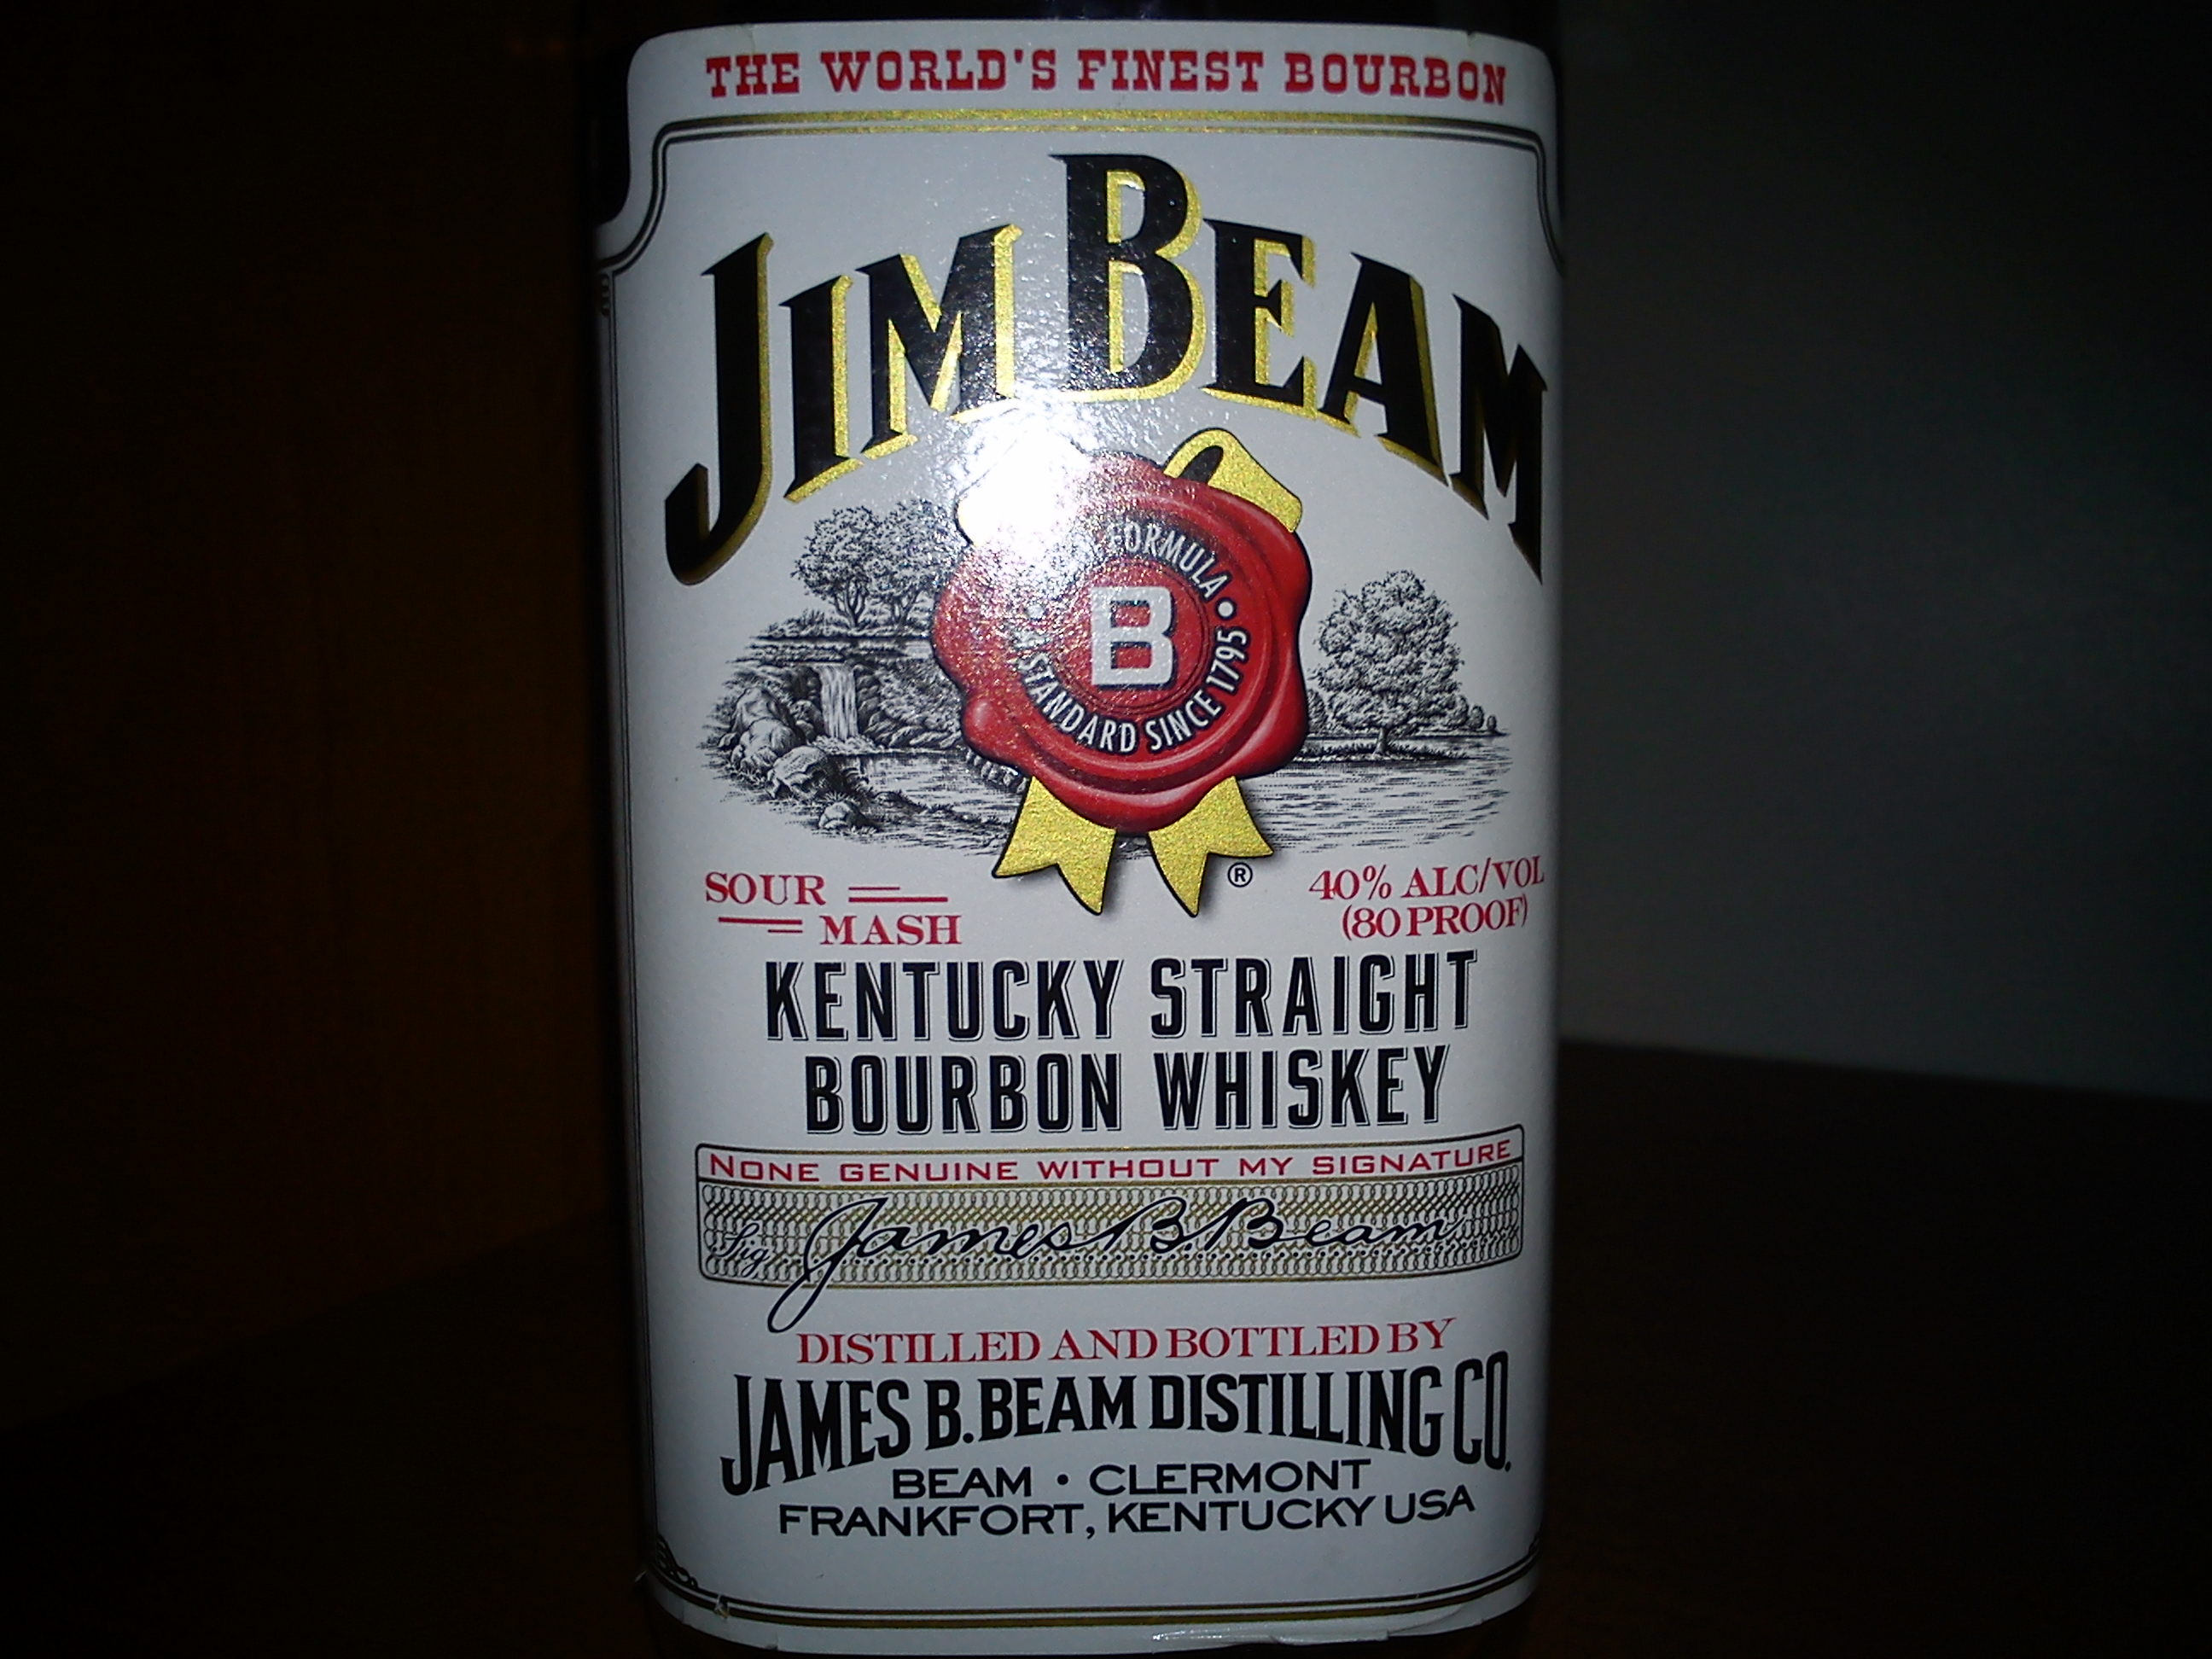 THE WORLD'S FINEST BOURBON
JIM BEAM
FORMULA •
STANDARD SINCE 1795
B
®
SOUR
MASH
40% ALC/VOL
(80 PROOF)
KENTUCKY STRAIGHT
BOURBON WHISKEY
NONE GENUINE WITHOUT MY SIGNATURE
Sig. James B. Beam
DISTILLED AND BOTTLED BY
JAMES B. BEAM DISTILLING CO.
BEAM • CLERMONT
FRANKFORT, KENTUCKY USA